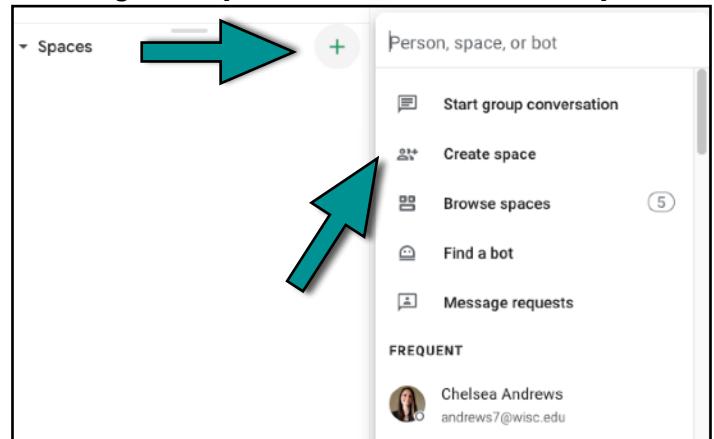 Spaces
+
Person, space, or bot
Start group conversation
Create space
Browse spaces 5
Find a bot
Message requests
FREQUENT
Chelsea Andrews
andrews7@wisc.edu